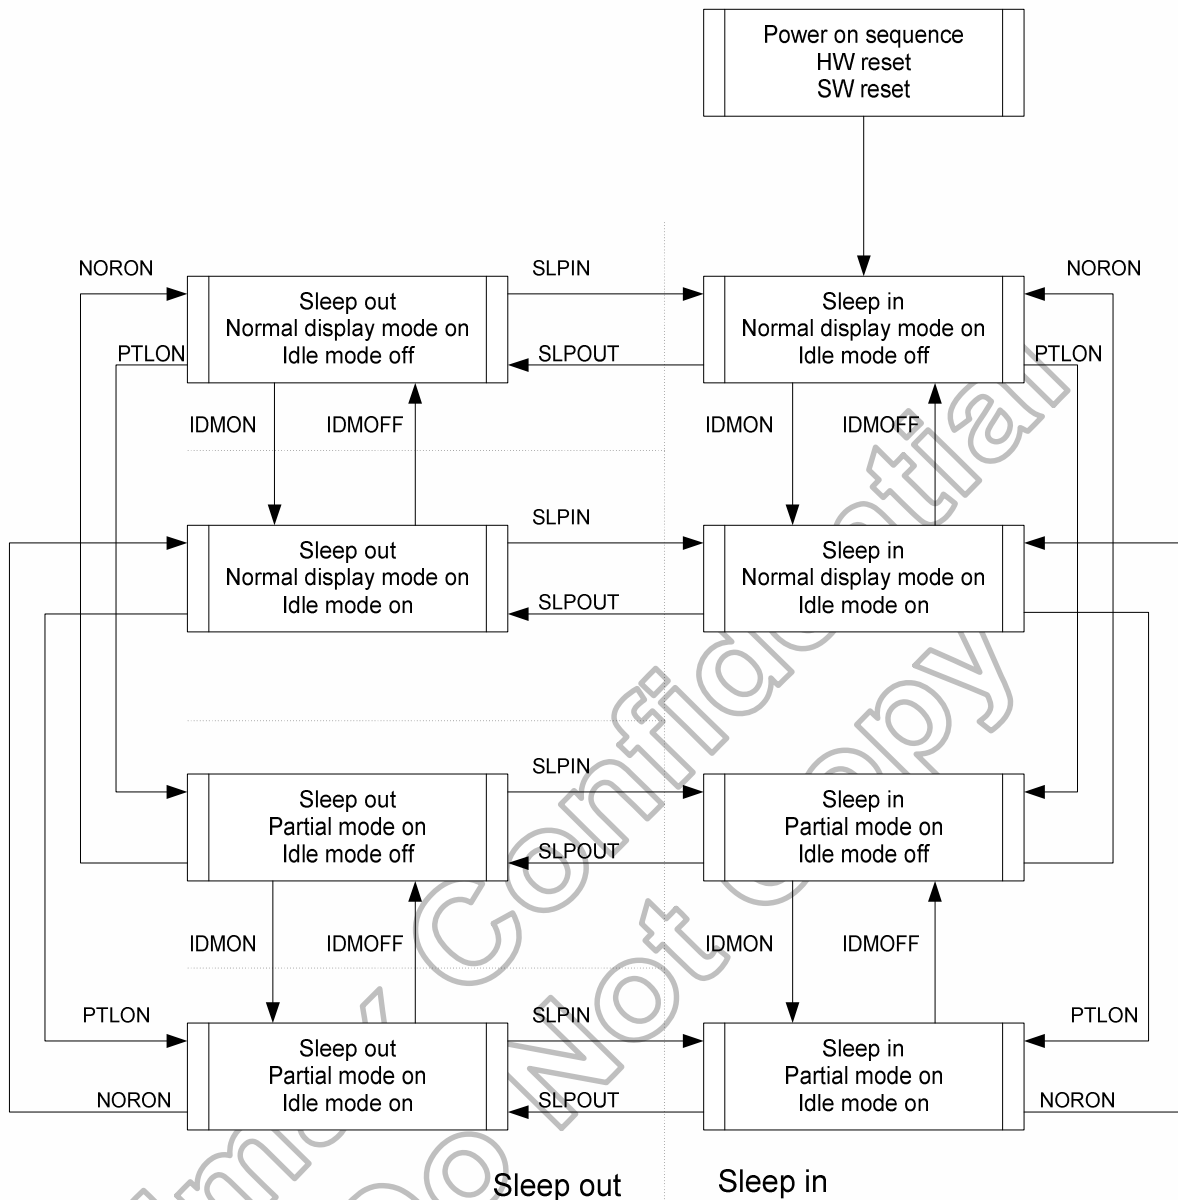 Power on sequence
HW reset
SW reset
NORON
SLPIN
NORON
Sleep out
Normal display mode on
Idle mode off
Sleep in
Normal display mode on
Idle mode off
PTLON
SLPOUT
PTLON
IDMON
IDMOFF
IDMON
IDMOFF
SLPIN
Sleep out
Normal display mode on
Idle mode on
Sleep in
Normal display mode on
Idle mode on
SLPOUT
SLPIN
Sleep out
Partial mode on
Idle mode off
Sleep in
Partial mode on
Idle mode off
SLPOUT
IDMON
IDMOFF
IDMON
IDMOFF
PTLON
SLPIN
PTLON
Sleep out
Partial mode on
Idle mode on
Sleep in
Partial mode on
Idle mode on
NORON
SLPOUT
NORON
Sleep out
Sleep in
Confidential
Do Not Copy